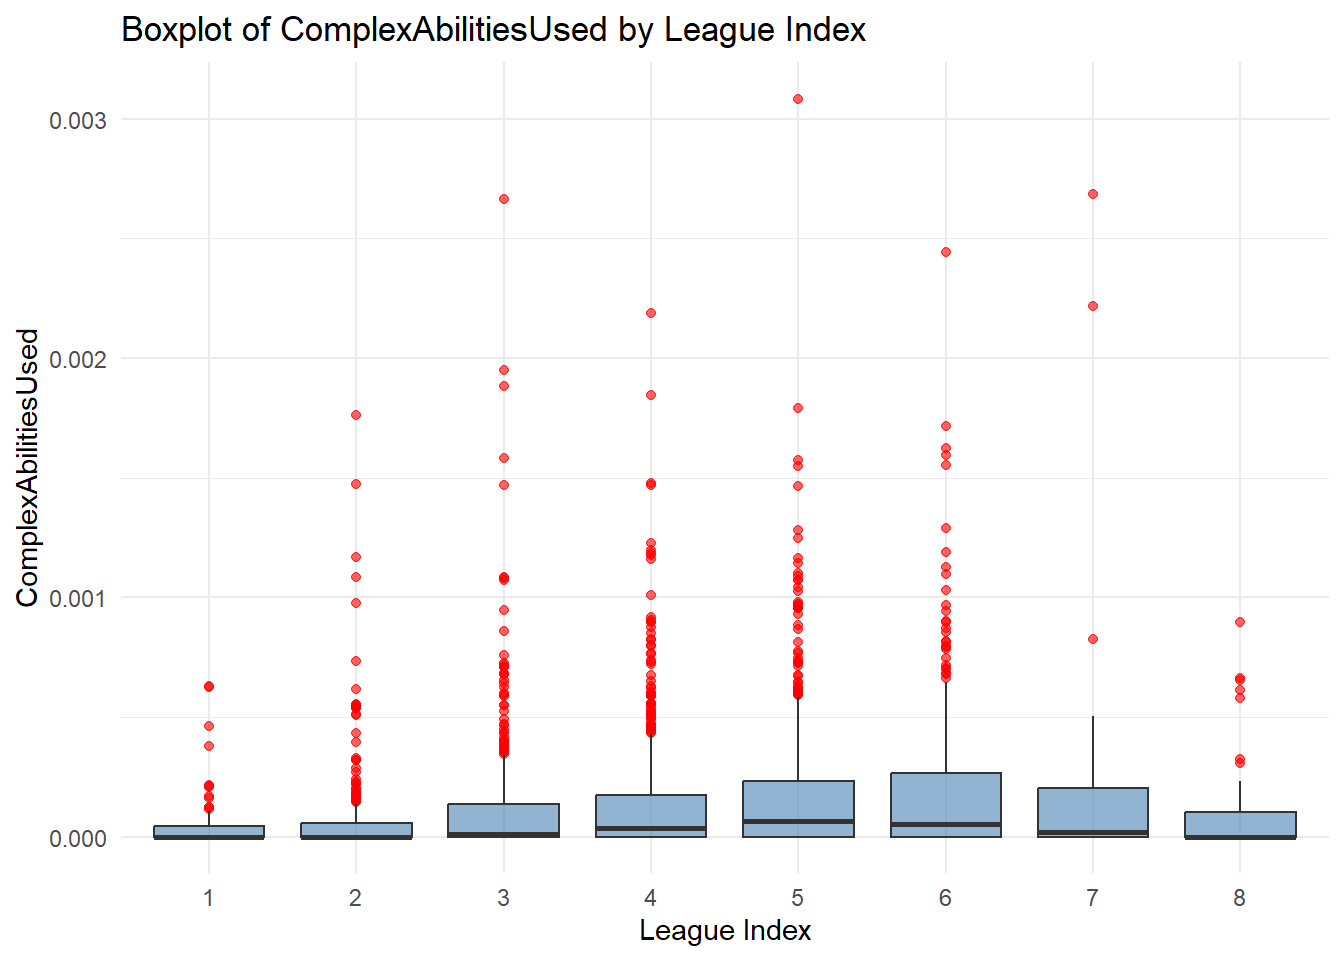 Boxplot of ComplexAbilitiesUsed by League Index
ComplexAbilitiesUsed
0.003
0.002
0.001
0.000
1 2 3 4 5 6 7 8
League Index